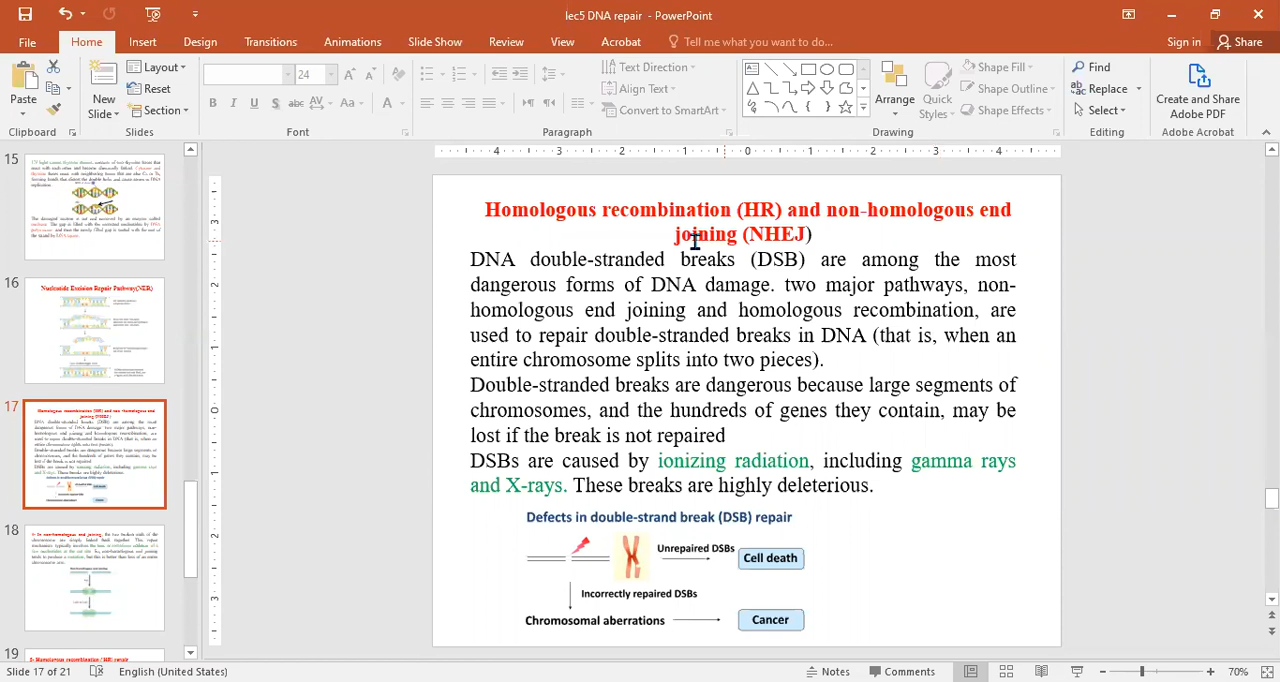 lec5 DNA repair - PowerPoint
File Home Insert Design Transitions Animations Slide Show Review View Acrobat Tell me what you want to do... Sign in Share
Paste
Clipboard
New
Slide
Layout
Reset
Section
Slides
24
B I U S abc AV Aa A
Font
Text Direction
Align Text
Convert to SmartArt
Paragraph
Arrange
Quick
Styles
Shape Fill
Shape Outline
Shape Effects
Drawing
Find
Replace
Select
Editing
Create and Share
Adobe PDF
Adobe Acrobat
15
16
Nucleotide Excision Repair Pathway(NER)
17
18
19
Homologous recombination (HR) and non-homologous end
joining (NHEJ)
DNA double-stranded breaks (DSB) are among the most
dangerous forms of DNA damage. two major pathways, non-
homologous end joining and homologous recombination, are
used to repair double-stranded breaks in DNA (that is, when an
entire chromosome splits into two pieces).
Double-stranded breaks are dangerous because large segments of
chromosomes, and the hundreds of genes they contain, may be
lost if the break is not repaired
DSBs are caused by ionizing radiation, including gamma rays
and X-rays. These breaks are highly deleterious.
Defects in double-strand break (DSB) repair
Unrepaired DSBs
Cell death
Incorrectly repaired DSBs
Chromosomal aberrations
Cancer
Slide 17 of 21 English (United States) Notes Comments 70%